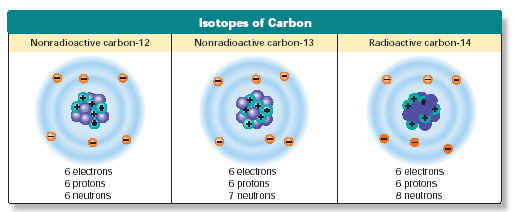 Isotopes of Carbon
Nonradioactive carbon-12
Nonradioactive carbon-13
Radioactive carbon-14
6 electrons
6 protons
6 neutrons
6 electrons
6 protons
7 neutrons
6 electrons
6 protons
8 neutrons